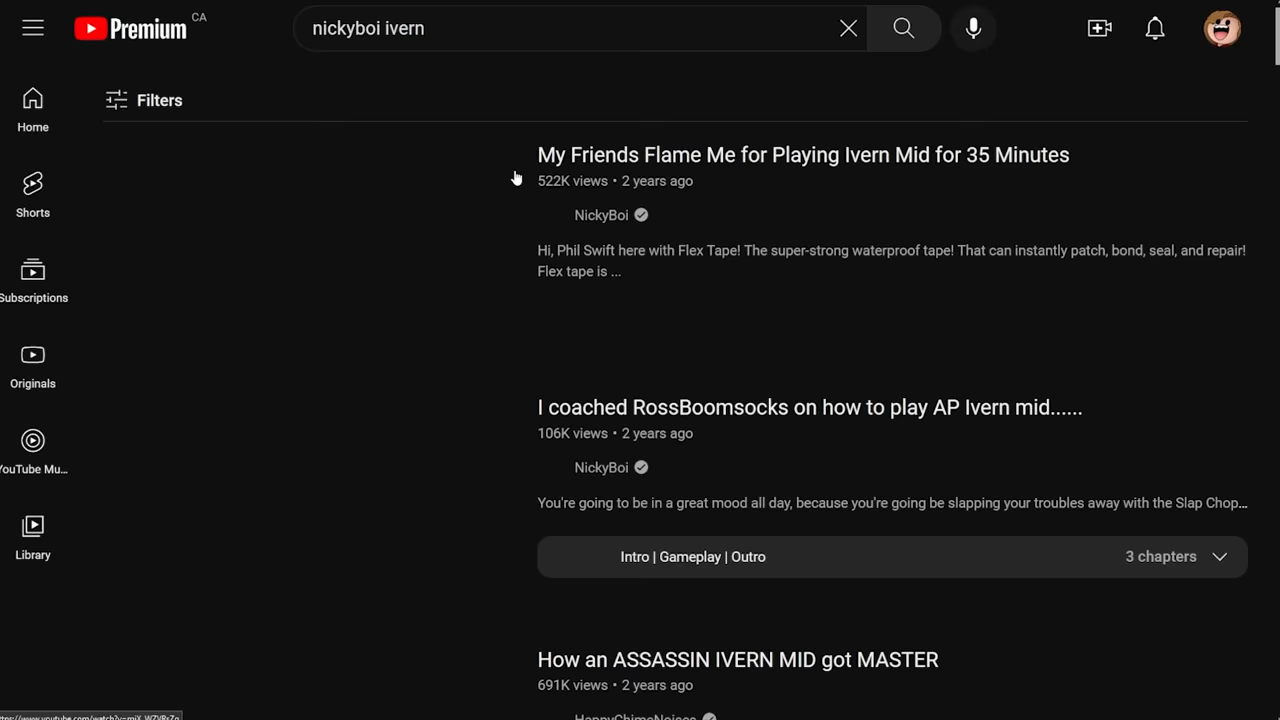 Premium CA
nickyboi ivern
Filters
Home
Shorts
Subscriptions
Originals
YouTube Mu...
Library
My Friends Flame Me for Playing Ivern Mid for 35 Minutes
522K views • 2 years ago
NickyBoi
Hi, Phil Swift here with Flex Tape! The super-strong waterproof tape! That can instantly patch, bond, seal, and repair!
Flex tape is ...
I coached RossBoomsocks on how to play AP Ivern mid......
106K views • 2 years ago
NickyBoi
You're going to be in a great mood all day, because you're going be slapping your troubles away with the Slap Chop...
Intro | Gameplay | Outro
3 chapters
How an ASSASSIN IVERN MID got MASTER
691K views • 2 years ago
HappyChimeNoises